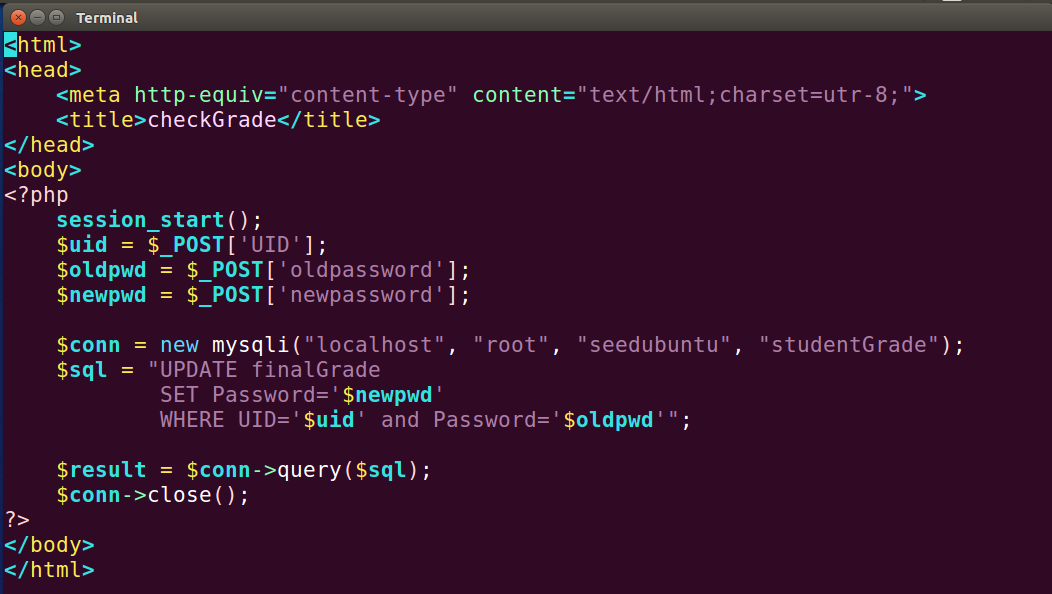 Terminal
<html>
<head>
    <meta http-equiv="content-type" content="text/html;charset=utr-8;">
    <title>checkGrade</title>
</head>
<body>
<?php
    session_start();
    $uid = $_POST['UID'];
    $oldpwd = $_POST['oldpassword'];
    $newpwd = $_POST['newpassword'];

    $conn = new mysqli("localhost", "root", "seedubuntu", "studentGrade");
    $sql = "UPDATE finalGrade
            SET Password='$newpwd'
            WHERE UID='$uid' and Password='$oldpwd'";

    $result = $conn->query($sql);
    $conn->close();
?>
</body>
</html>